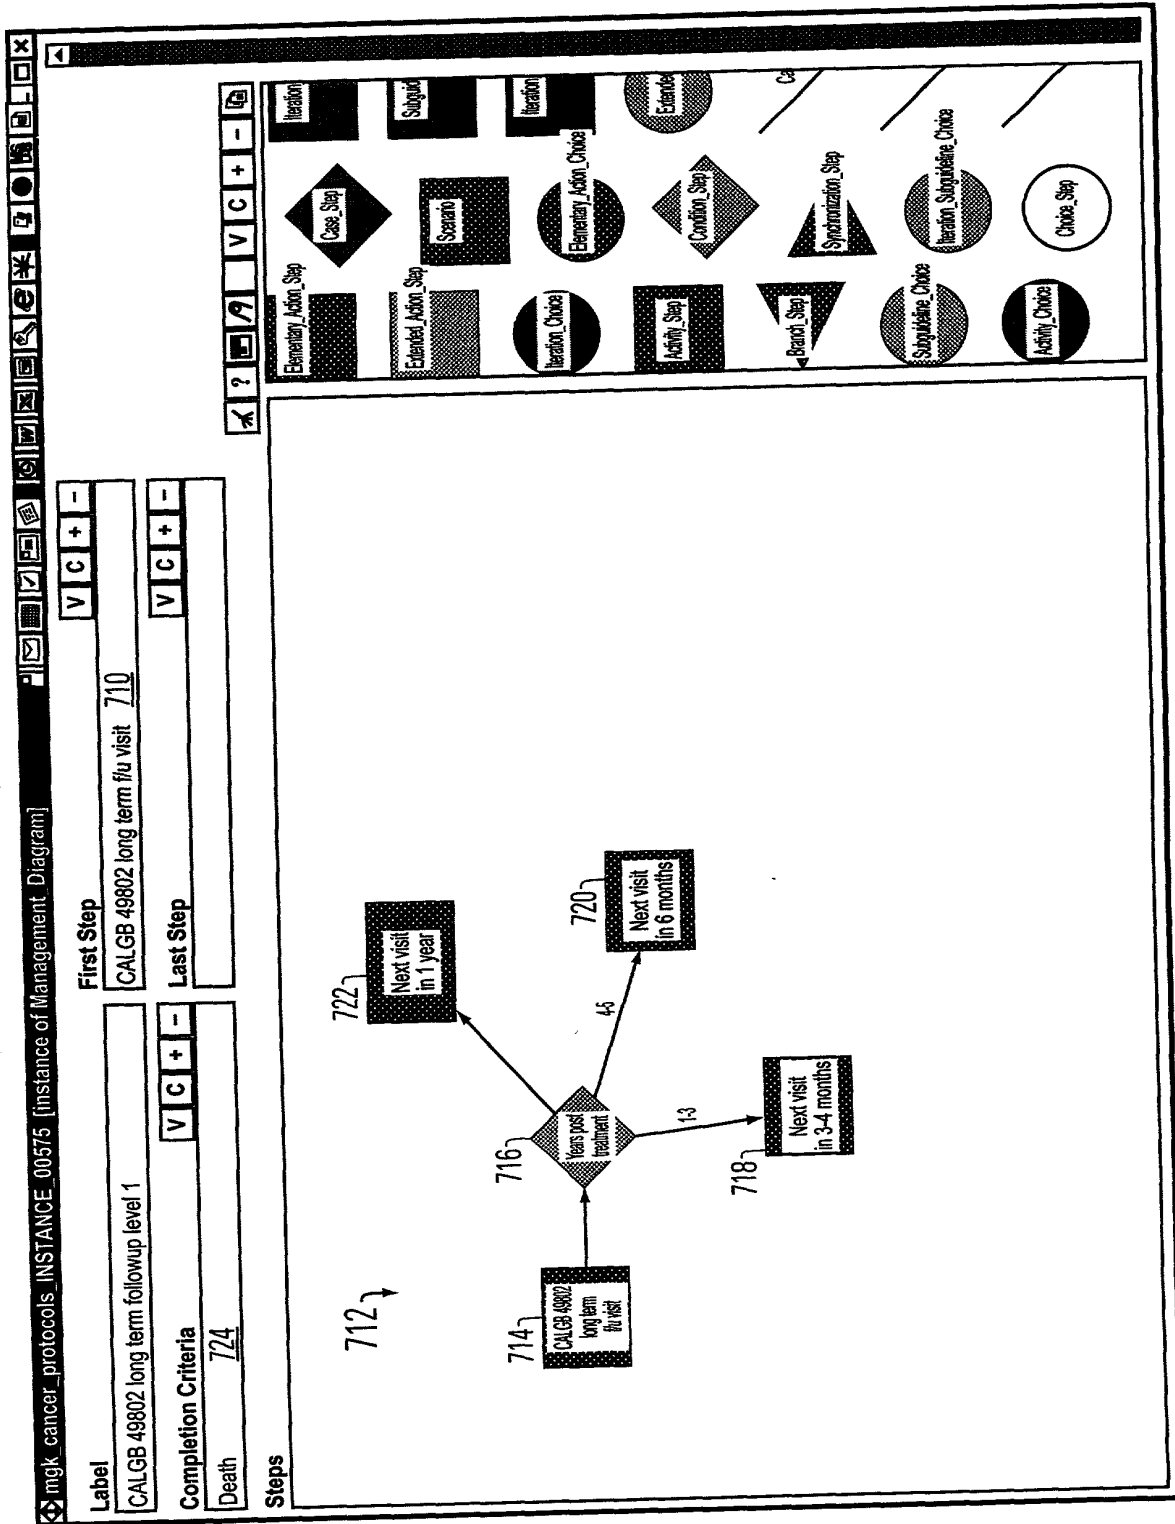 mgk_cancer_protocols_INSTANCE_00575 [instance of Management_Diagram]
Label
CALGB 49802 long term followup level 1
First Step
V C + -
CALGB 49802 long term f/u visit 710
Completion Criteria
V C + -
Death 724
Last Step
V C + -
Steps
? V C + -
712
714
CALGB 49802
long term
f/u visit
716
Years post
treatment
722
Next visit
in 1 year
4-5
720
Next visit
in 6 months
1-3
718
Next visit
in 3-4 months
Elementary_Action_Step
Case_Step
Iteration
Extended_Action_Step
Scenario
Subguid
Iteration_Choice
Elementary_Action_Choice
Iteration
Activity_Step
Condition_Step
Extended
Branch_Step
Synchronization_Step
Ca
Subguideline_Choice
Iteration_Subguideline_Choice
Activity_Choice
Choice_Step